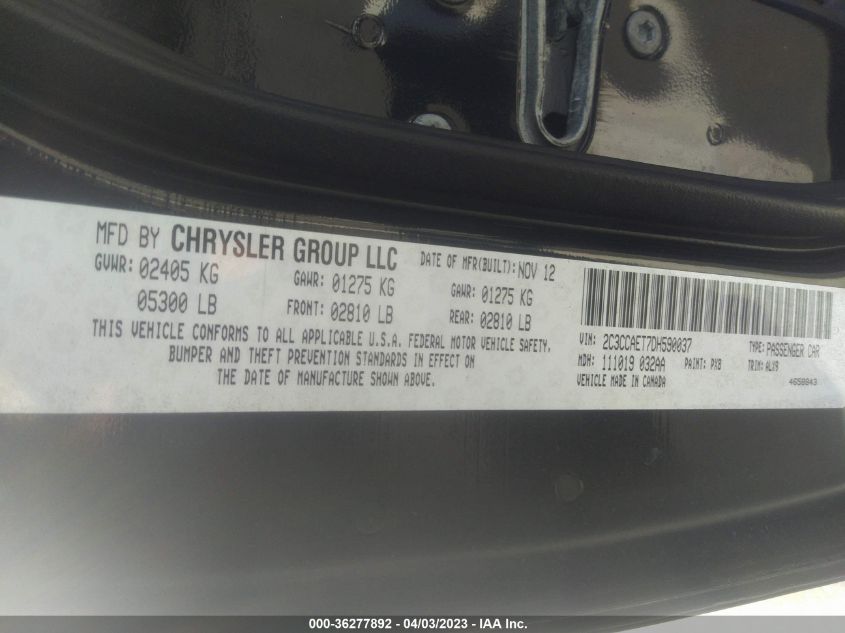 MFD BY CHRYSLER GROUP LLC DATE OF MFR(BUILT): NOV 12
GVWR: 02405 KG GAWR: 01275 KG GAWR: 01275 KG
05300 LB FRONT: 02810 LB REAR: 02810 LB
THIS VEHICLE CONFORMS TO ALL APPLICABLE U.S.A. FEDERAL MOTOR VEHICLE SAFETY,
BUMPER AND THEFT PREVENTION STANDARDS IN EFFECT ON
THE DATE OF MANUFACTURE SHOWN ABOVE.
VIN: 2C3CCAET7DH590037 TYPE: PASSENGER CAR
MDH: 111019 032AA PAINT: PX8 TRIM: ALX9
VEHICLE MADE IN CANADA 4658843
000-36277892 - 04/03/2023 - IAA Inc.